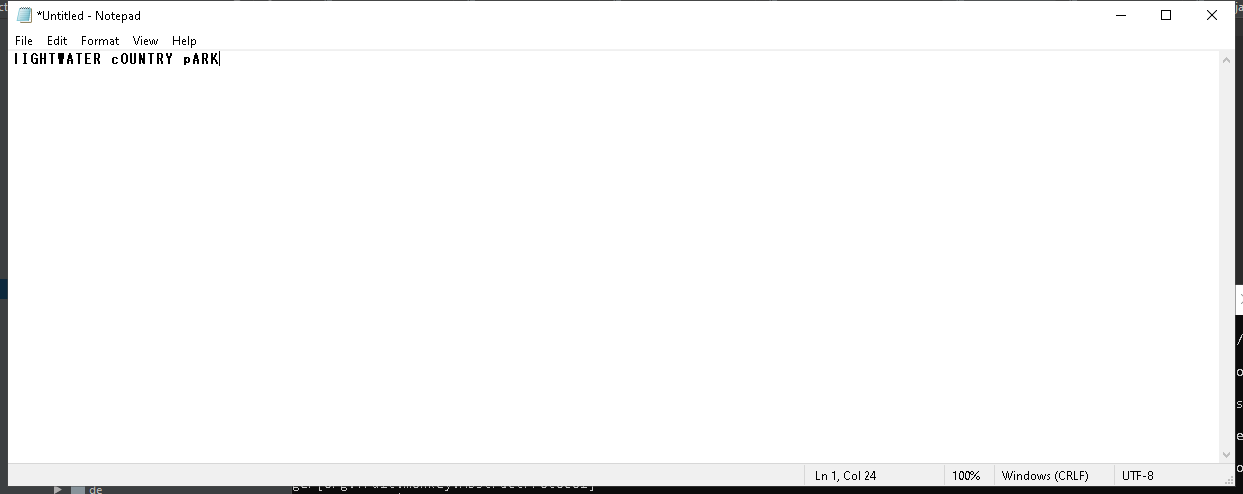 *Untitled - Notepad
File Edit Format View Help
lIGHTWATER cOUNTRY pARK
Ln 1, Col 24 100% Windows (CRLF) UTF-8
de